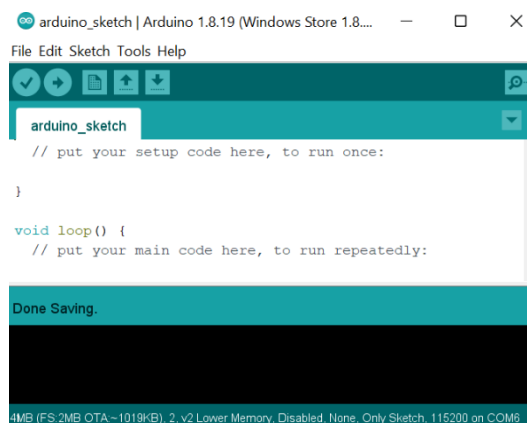 arduino_sketch | Arduino 1.8.19 (Windows Store 1.8....
File Edit Sketch Tools Help
arduino_sketch
// put your setup code here, to run once:
}
void loop() {
// put your main code here, to run repeatedly:
Done Saving.
4MB (FS:2MB OTA:~1019KB), 2, v2 Lower Memory, Disabled, None, Only Sketch, 115200 on COM6